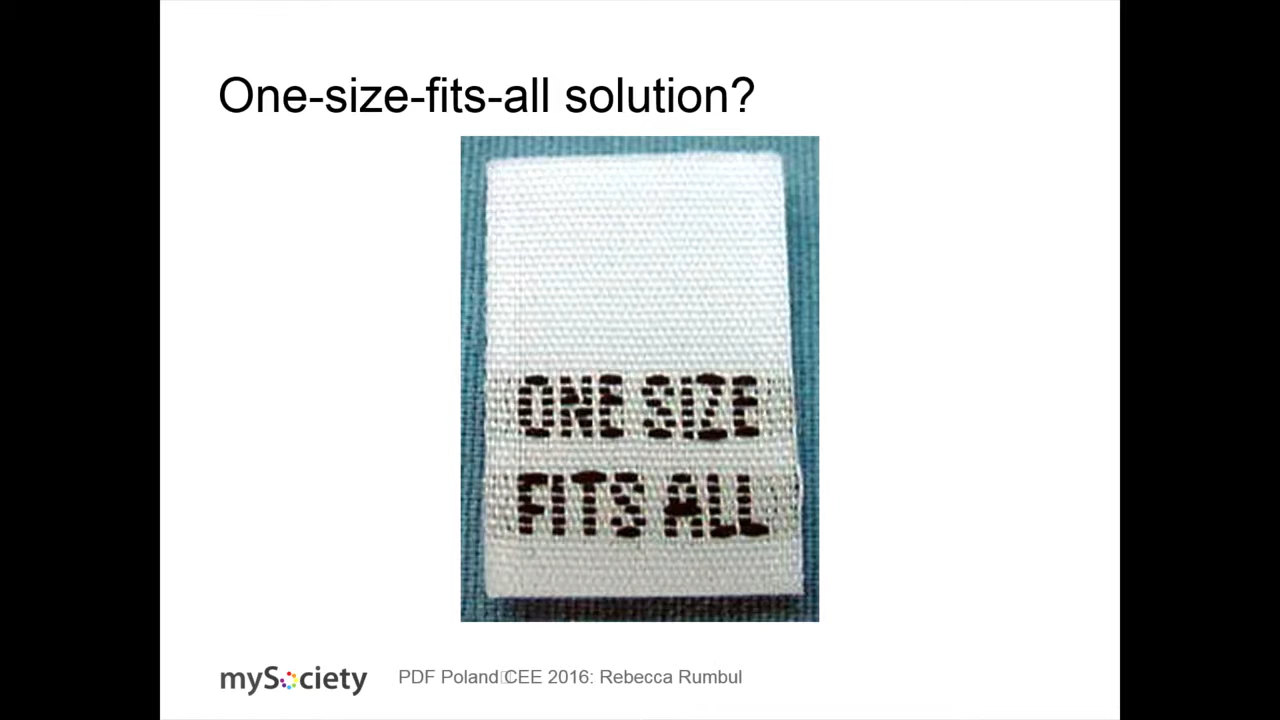 One-size-fits-all solution?
ONE SIZE
FITS ALL
mySociety
PDF Poland CEE 2016: Rebecca Rumbul